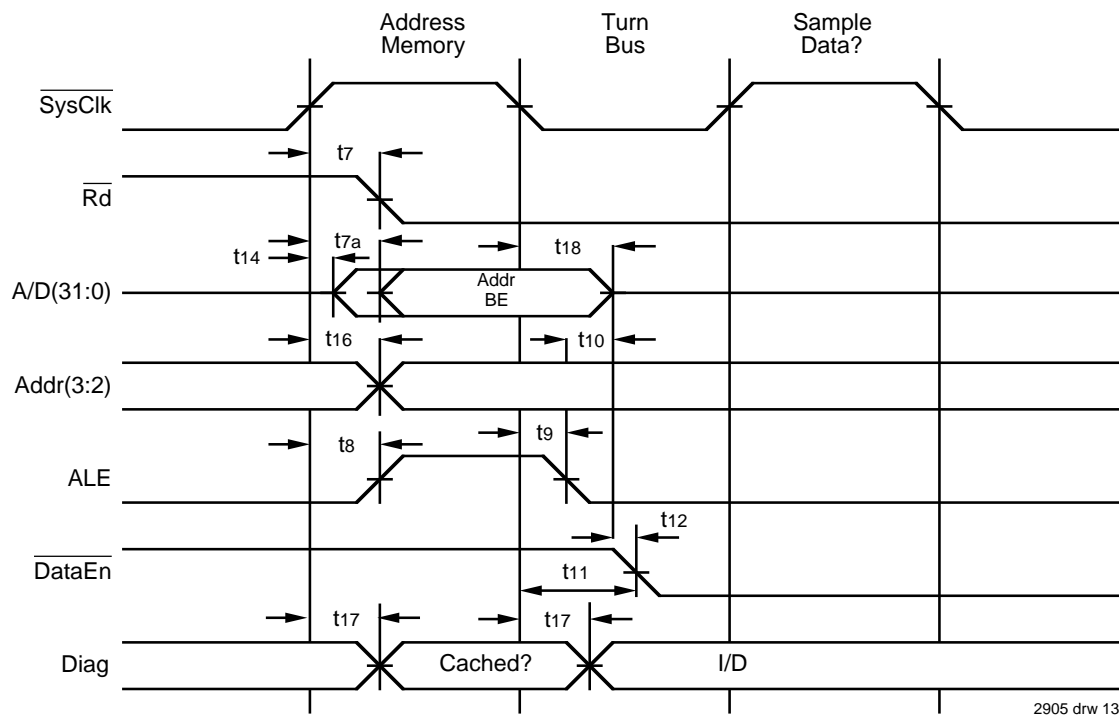 Address
Memory
Turn
Bus
Sample
Data?
SysClk
t7
Rd
t7a
t18
t14
A/D(31:0)
Addr
BE
t16
t10
Addr(3:2)
t8
t9
ALE
t12
DataEn
t11
t17
t17
Diag
Cached?
I/D
2905 drw 13